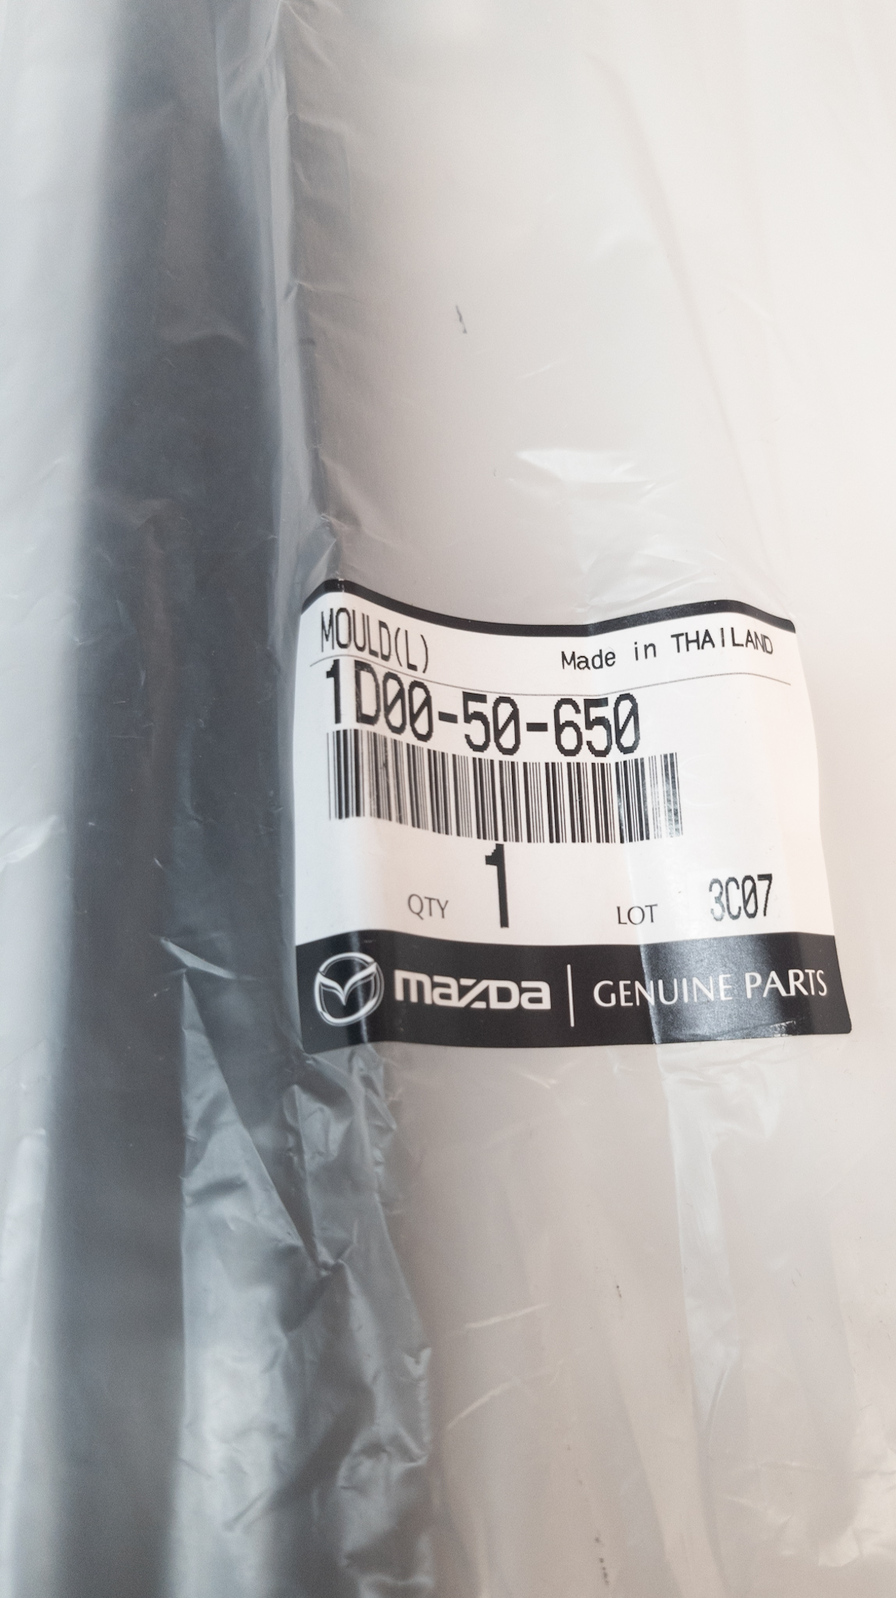 MOULD(L)
Made in THAILAND
1D00-50-650
QTY 1 LOT 3C07
mazda | GENUINE PARTS